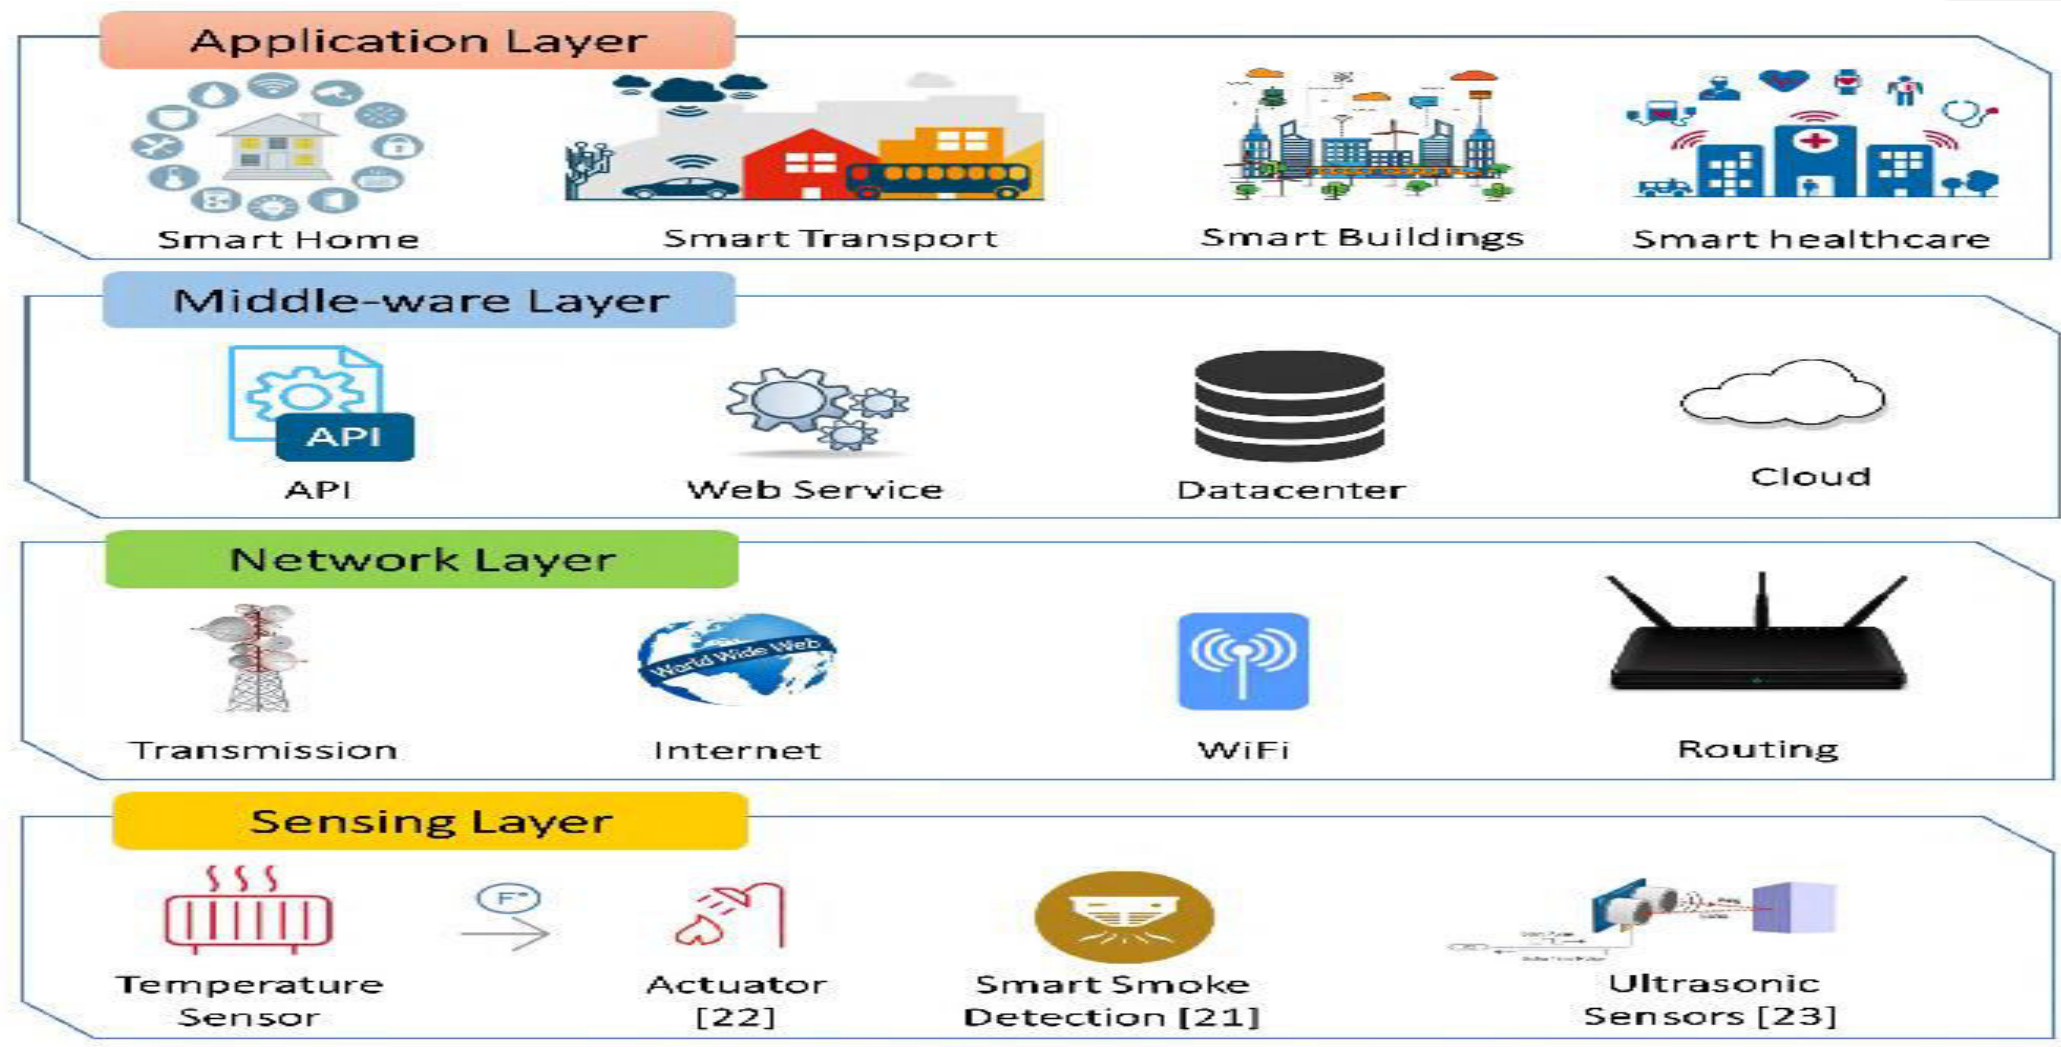 Application Layer
Smart Home
Smart Transport
Smart Buildings
Smart healthcare
Middle-ware Layer
API
API
Web Service
Datacenter
Cloud
Network Layer
World Wide Web
Transmission
Internet
WiFi
Routing
Sensing Layer
F°
Temperature
Sensor
Actuator
[22]
Smart Smoke
Detection [21]
Ultrasonic
Sensors [23]